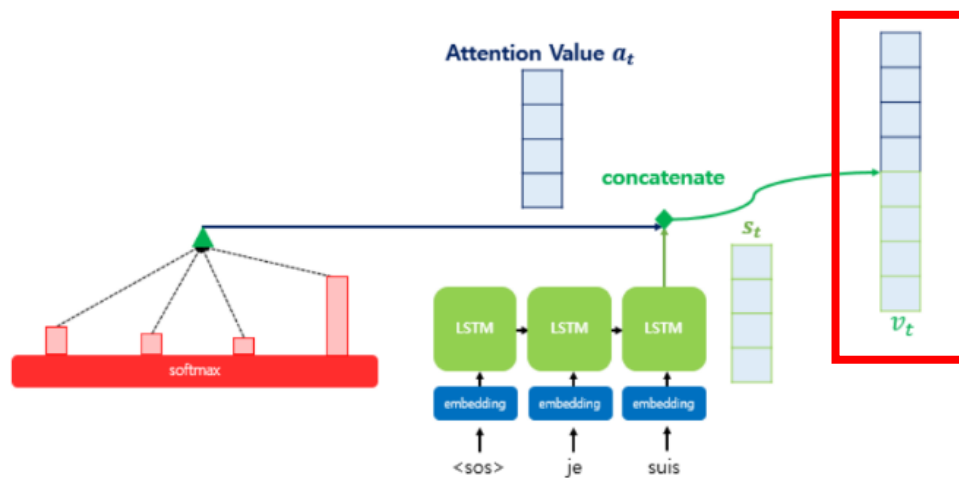 Attention Value a_t
concatenate
s_t
LSTM LSTM LSTM
v_t
softmax
embedding embedding embedding
<sos> je suis